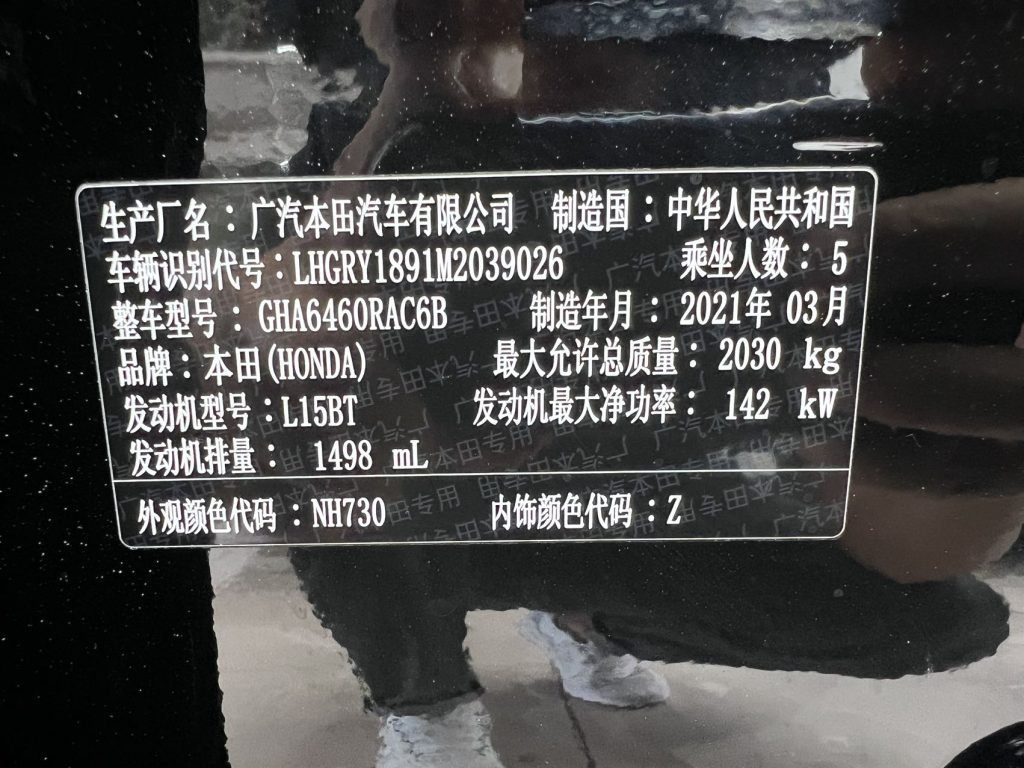 生产厂名：广汽本田汽车有限公司 制造国：中华人民共和国
车辆识别代号：LHGRY1891M2039026 乘坐人数：5
整车型号：GHA6460RAC6B 制造年月：2021年 03月
品牌：本田(HONDA) 最大允许总质量：2030 kg
发动机型号：L15BT 发动机最大净功率：142 kW
发动机排量：1498 mL
外观颜色代码：NH730 内饰颜色代码：Z